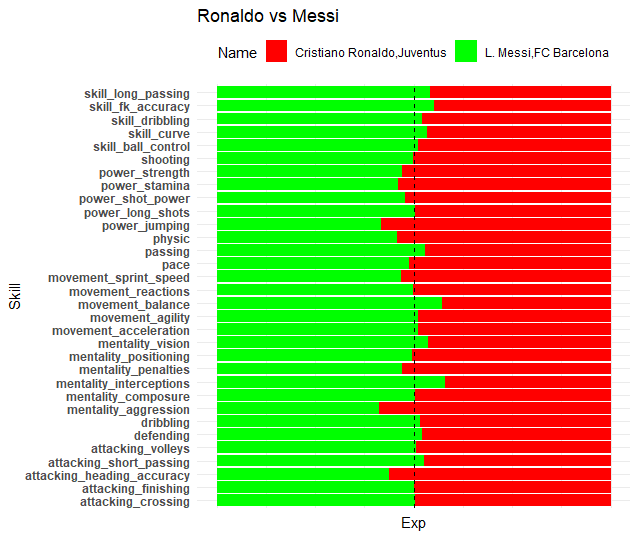 Ronaldo vs Messi
Name Cristiano Ronaldo,Juventus L. Messi,FC Barcelona
skill_long_passing
skill_fk_accuracy
skill_dribbling
skill_curve
skill_ball_control
shooting
power_strength
power_stamina
power_shot_power
power_long_shots
power_jumping
physic
passing
pace
movement_sprint_speed
movement_reactions
movement_balance
movement_agility
movement_acceleration
mentality_vision
mentality_positioning
mentality_penalties
mentality_interceptions
mentality_composure
mentality_aggression
dribbling
defending
attacking_volleys
attacking_short_passing
attacking_heading_accuracy
attacking_finishing
attacking_crossing
Skill
Exp